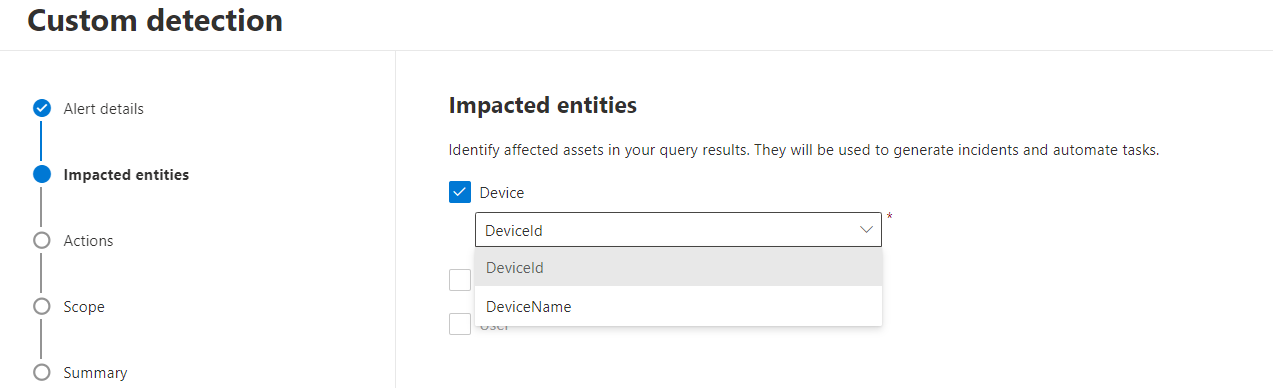 Custom detection
Alert details
Impacted entities
Actions
Scope
Summary
Impacted entities
Identify affected assets in your query results. They will be used to generate incidents and automate tasks.
Device
DeviceId
*
DeviceId
DeviceName
User